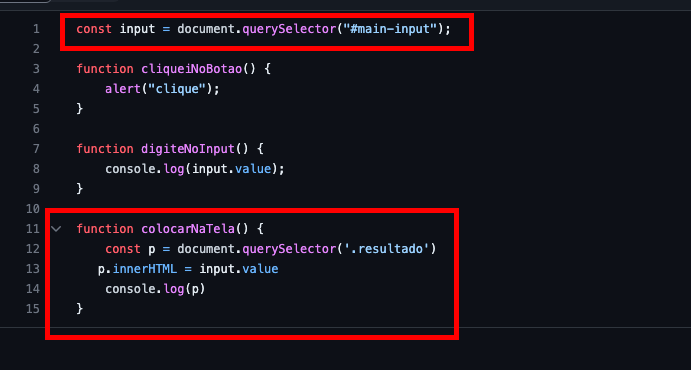 1 const input = document.querySelector("#main-input");
2
3 function cliqueiNoBotao() {
4 alert("clique");
5 }
6
7 function digiteNoInput() {
8 console.log(input.value);
9 }
10
11 function colocarNaTela() {
12 const p = document.querySelector('.resultado')
13 p.innerHTML = input.value
14 console.log(p)
15 }